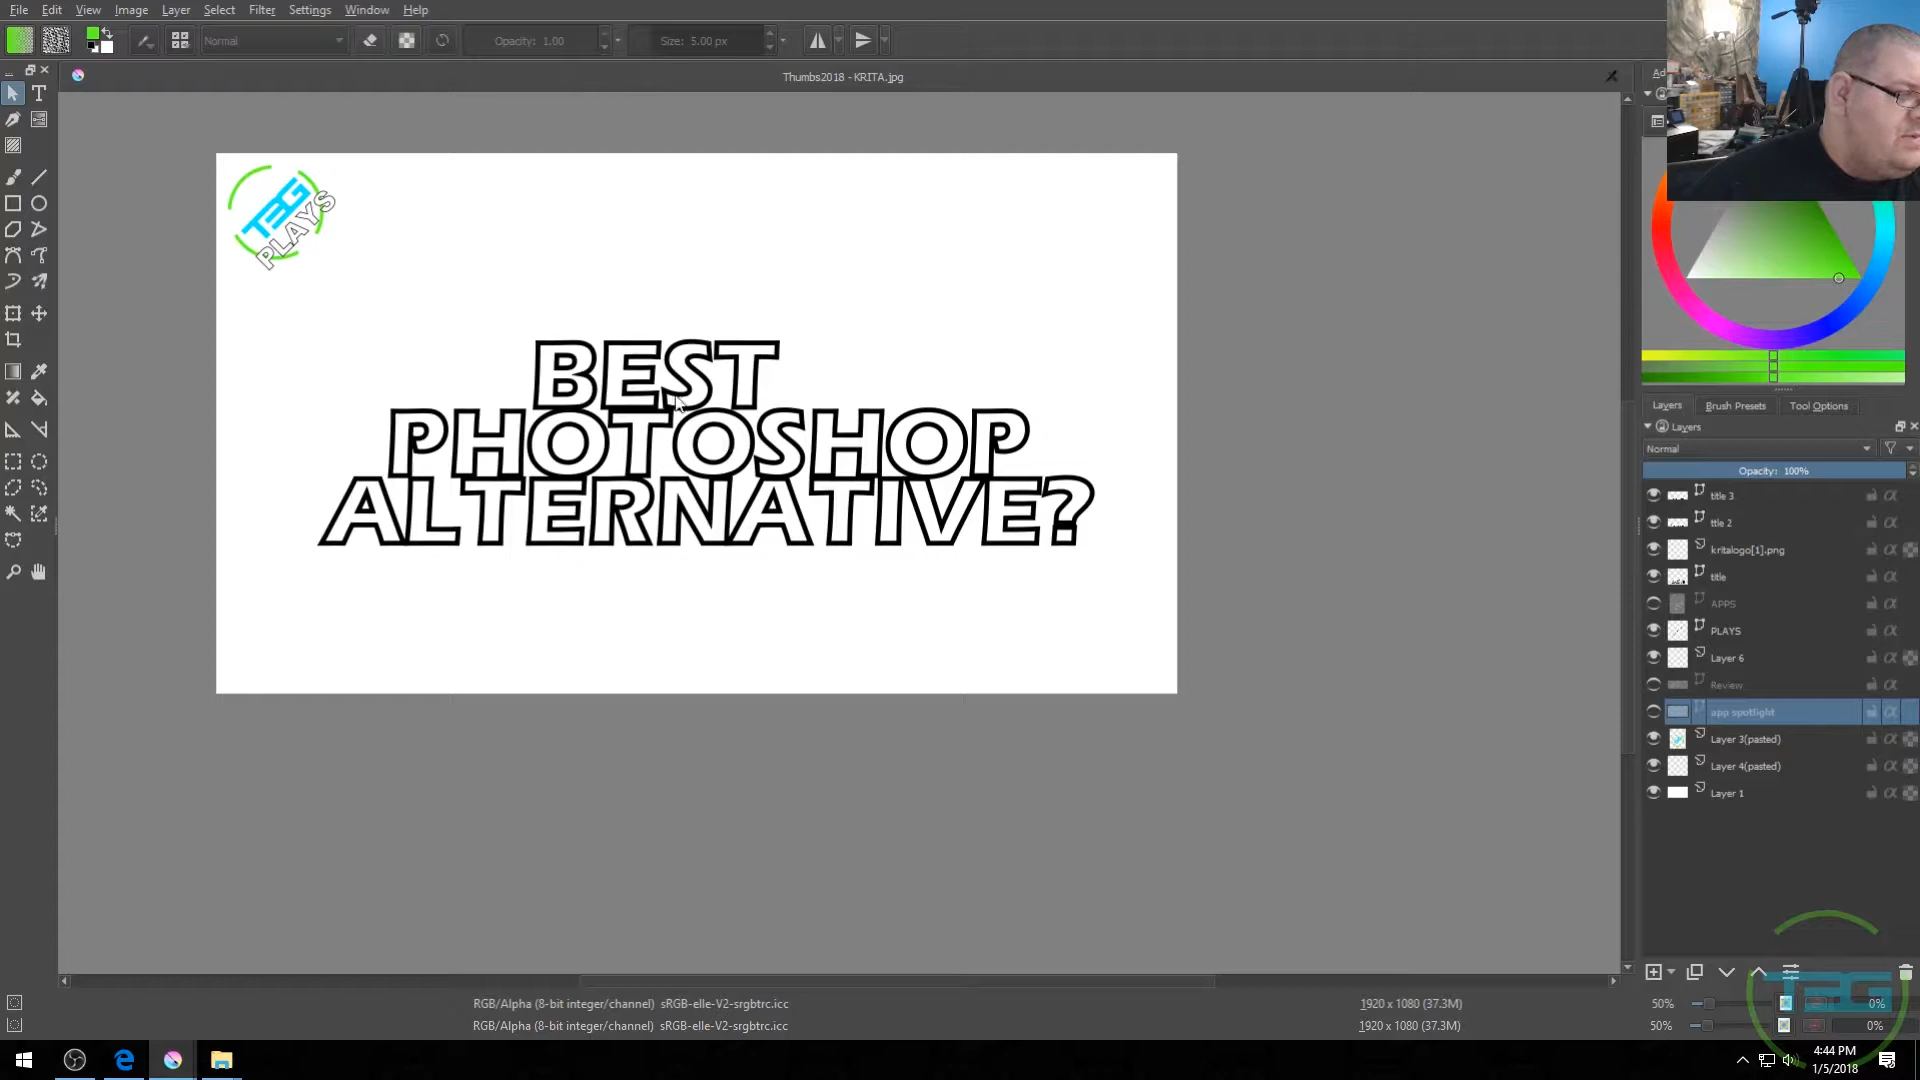 File Edit View Image Layer Select Filter Settings Window Help
Normal
Opacity: 1.00
Size: 5.00 px
Thumbs2018 - KRITA.jpg
TBG
PLAYS
BEST
PHOTOSHOP
ALTERNATIVE?
Layers Brush Presets Tool Options
Layers
Normal
Opacity: 100%
title 3
ttle 2
kritalogo[1].png
title
APPS
PLAYS
Layer 6
Review
app spotlight
Layer 3(pasted)
Layer 4(pasted)
Layer 1
RGB/Alpha (8-bit integer/channel) sRGB-elle-V2-srgbtrc.icc
1920 x 1080 (37.3M)
50%
0%
RGB/Alpha (8-bit integer/channel) sRGB-elle-V2-srgbtrc.icc
1920 x 1080 (37.3M)
50%
0%
4:44 PM
1/5/2018